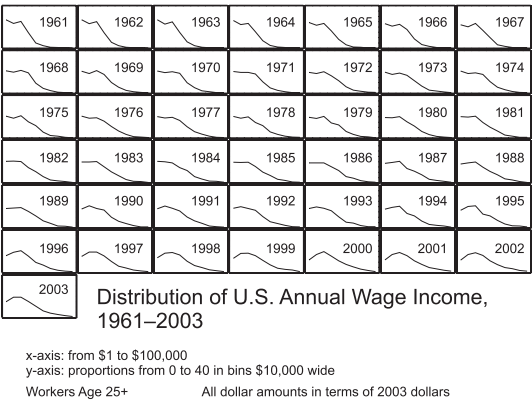 1961 1962 1963 1964 1965 1966 1967
1968 1969 1970 1971 1972 1973 1974
1975 1976 1977 1978 1979 1980 1981
1982 1983 1984 1985 1986 1987 1988
1989 1990 1991 1992 1993 1994 1995
1996 1997 1998 1999 2000 2001 2002
2003
Distribution of U.S. Annual Wage Income,
1961–2003
x-axis: from $1 to $100,000
y-axis: proportions from 0 to 40 in bins $10,000 wide
Workers Age 25+ All dollar amounts in terms of 2003 dollars